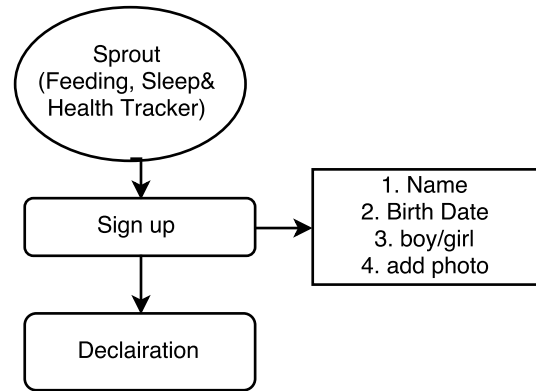 Sprout
(Feeding, Sleep&
Health Tracker)
Sign up
1. Name
2. Birth Date
3. boy/girl
4. add photo
Declairation